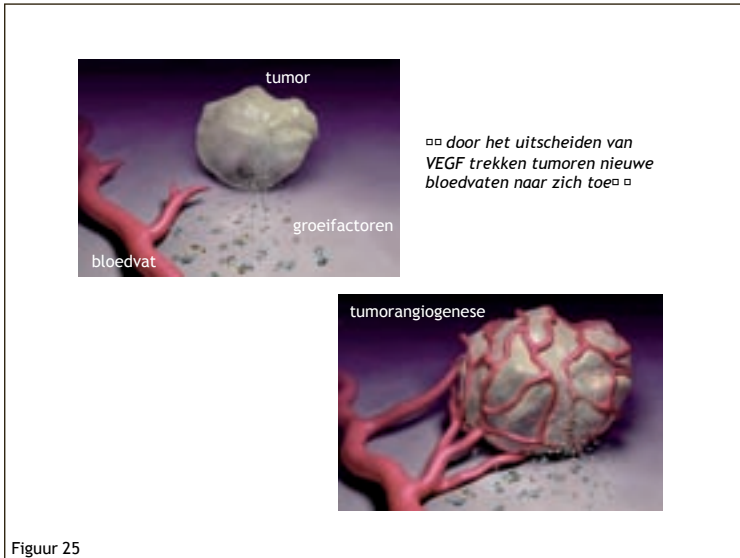 tumor
▯▯ door het uitscheiden van
VEGF trekken tumoren nieuwe
bloedvaten naar zich toe▯ ▯
groeifactoren
bloedvat
tumorangiogenese
Figuur 25